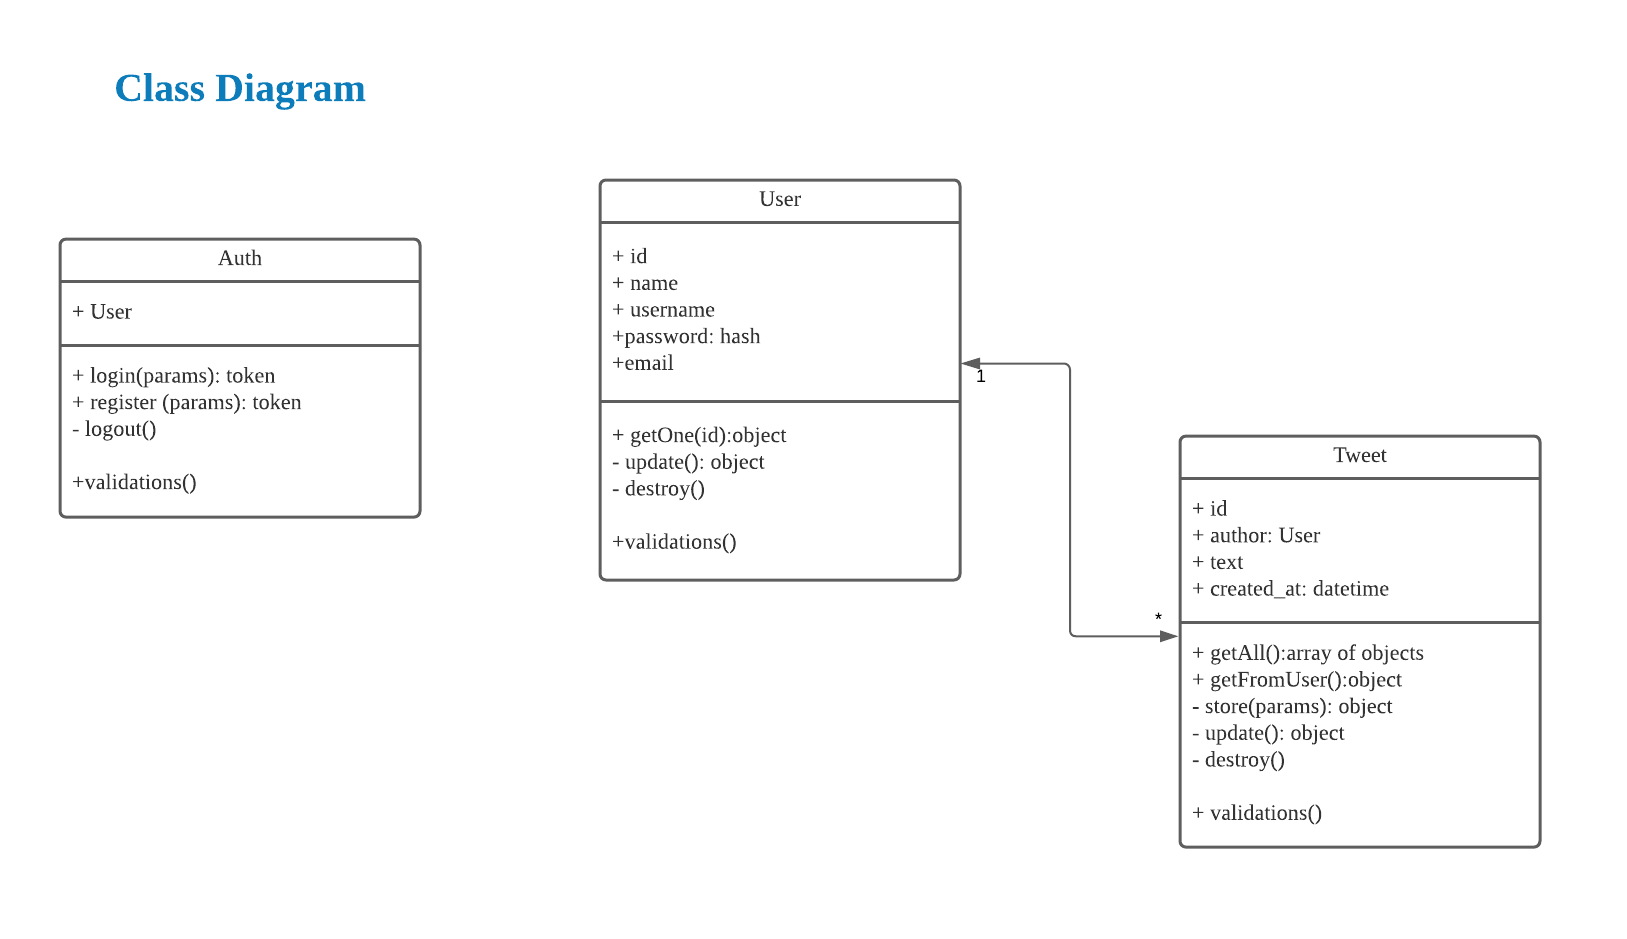 Class Diagram
Auth
+ User
+ login(params): token
+ register (params): token
- logout()
+validations()
User
+ id
+ name
+ username
+password: hash
+email
+ getOne(id):object
- update(): object
- destroy()
+validations()
1
*
Tweet
+ id
+ author: User
+ text
+ created_at: datetime
+ getAll():array of objects
+ getFromUser():object
- store(params): object
- update(): object
- destroy()
+ validations()